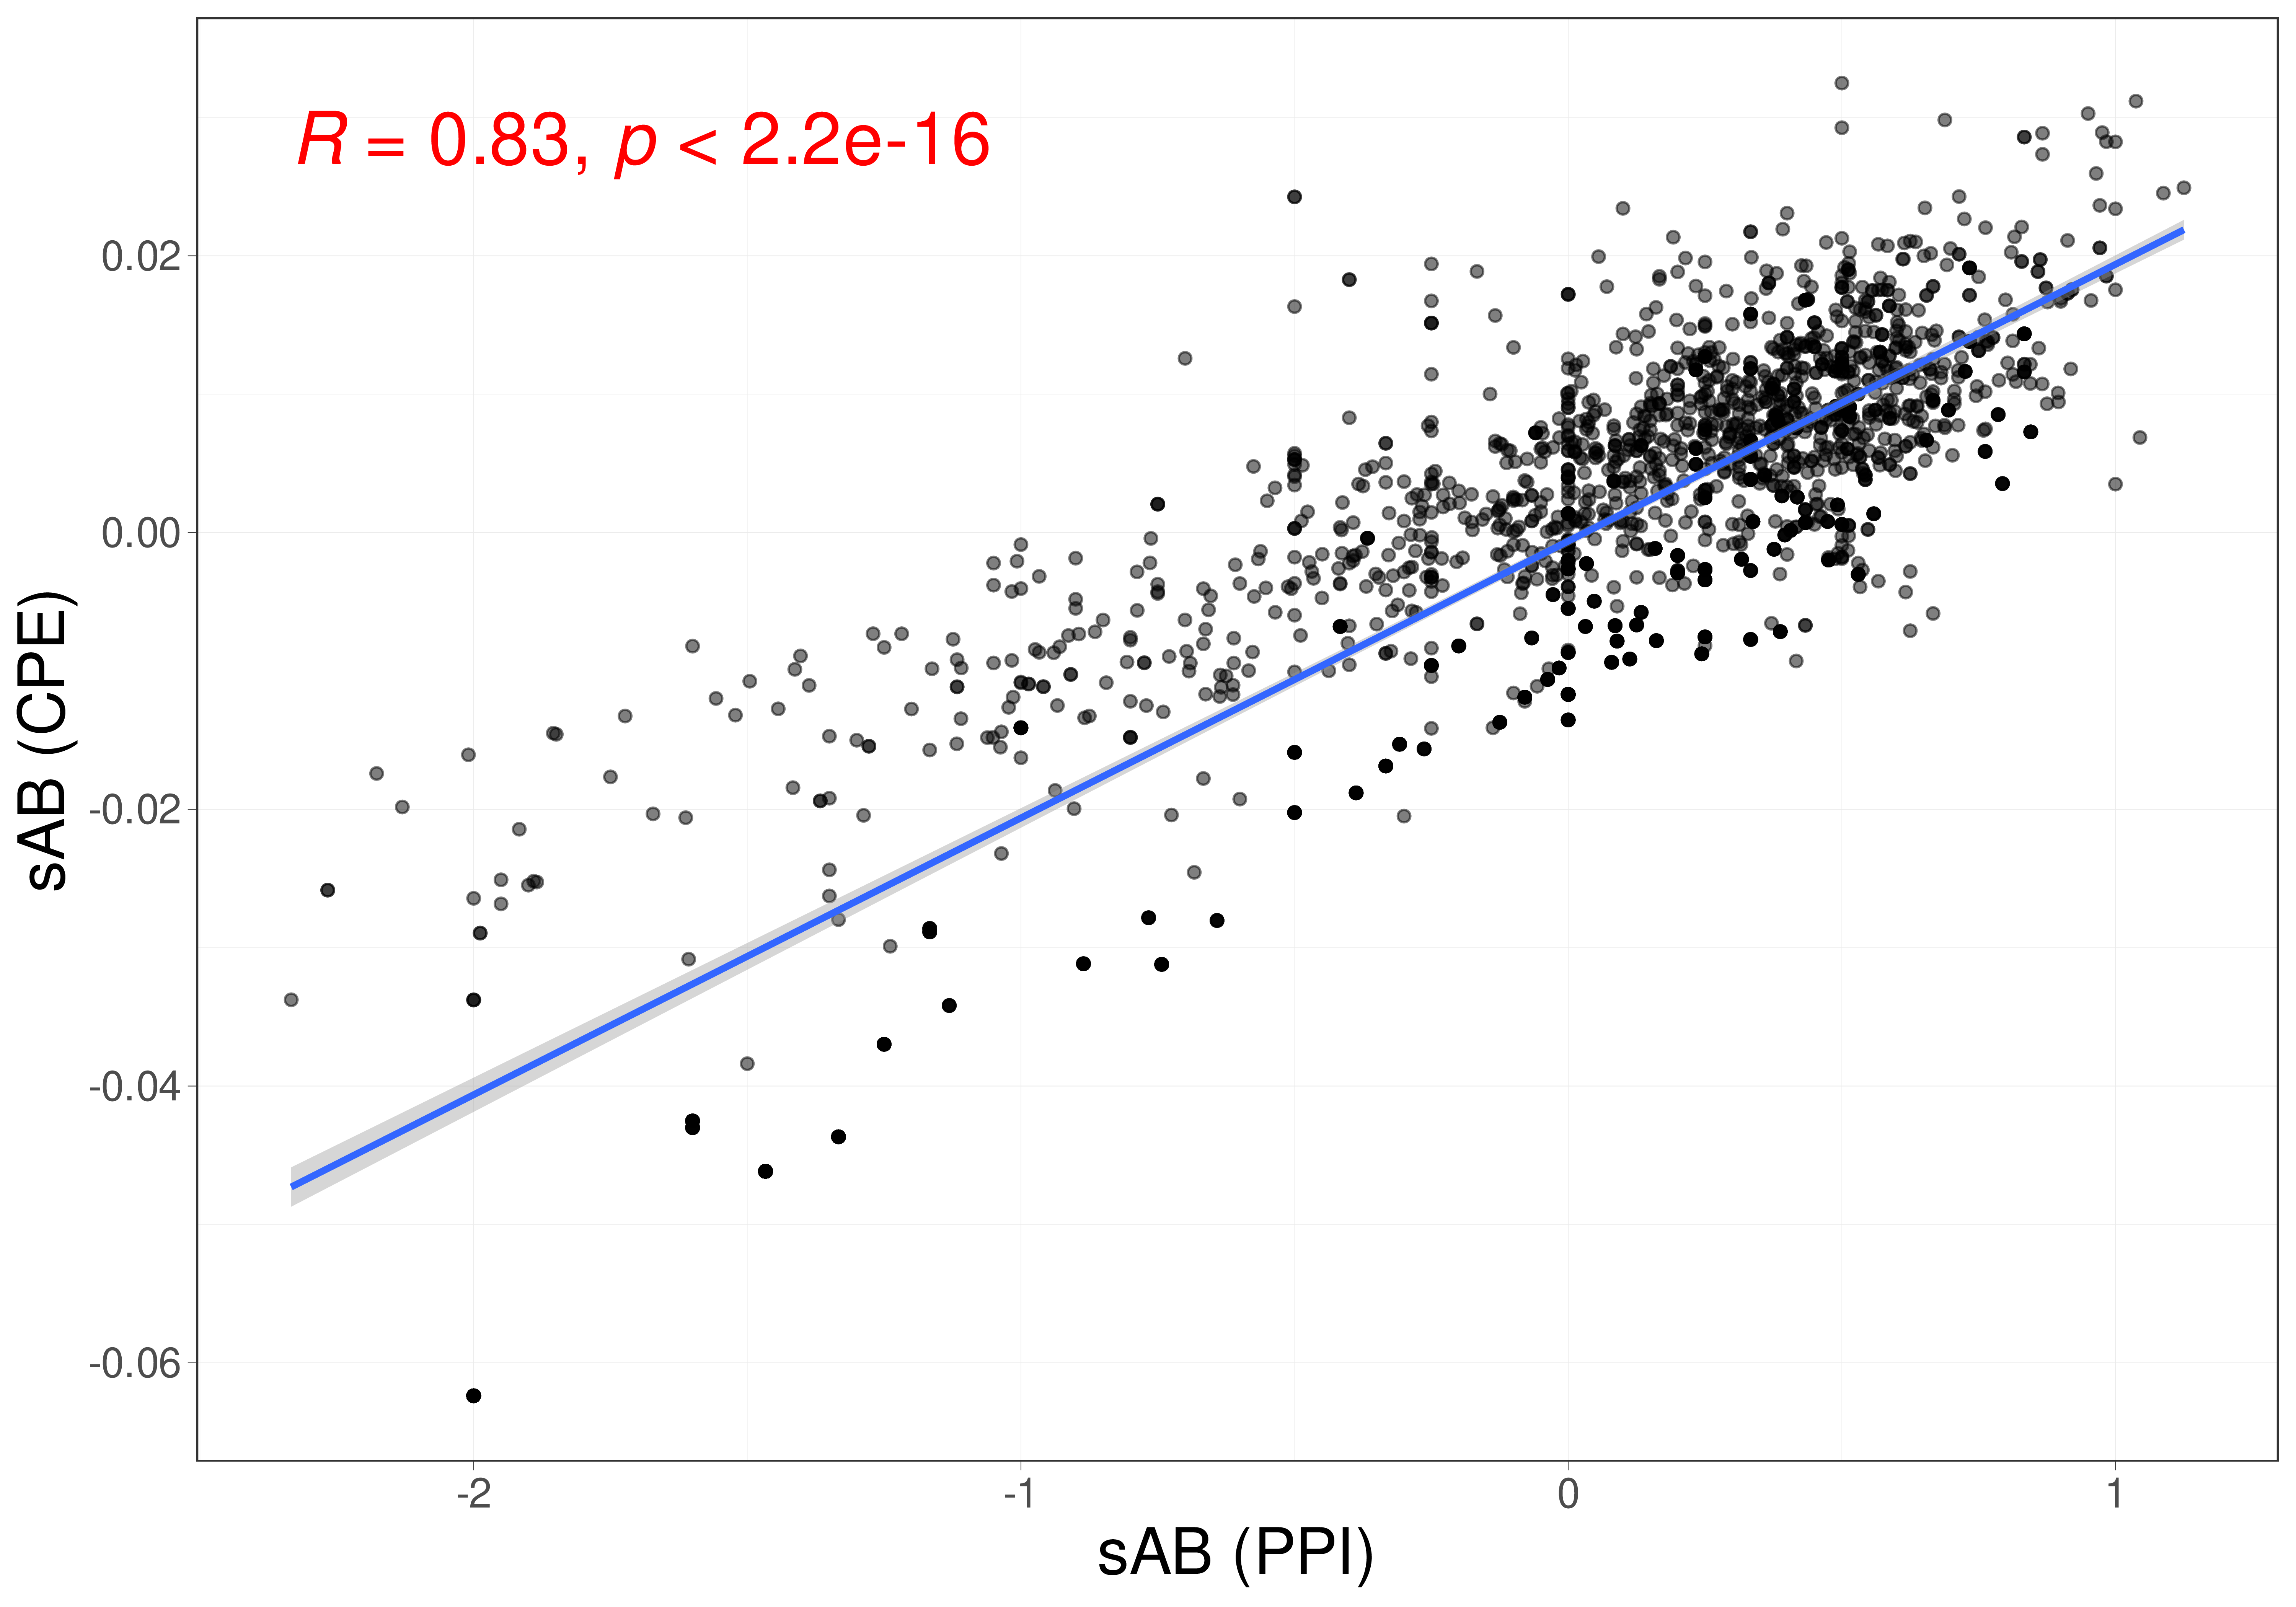 R = 0.83, p < 2.2e-16
0.02
0.00
-0.02
-0.04
-0.06
sAB (CPE)
-2 -1 0 1
sAB (PPI)